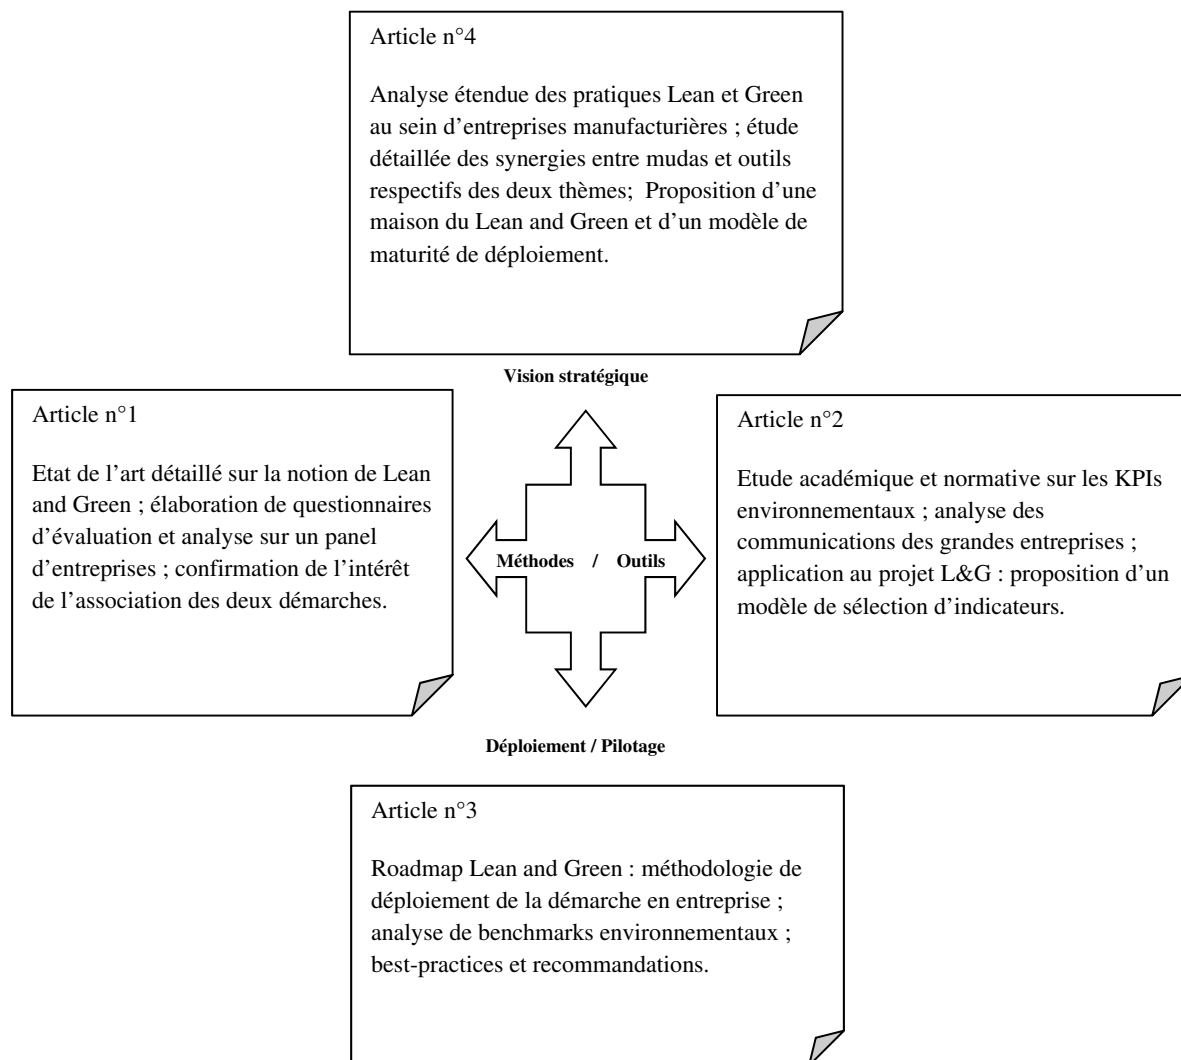 Article n°4
Analyse étendue des pratiques Lean et Green
au sein d'entreprises manufacturières ; étude
détaillée des synergies entre mudas et outils
respectifs des deux thèmes;  Proposition d'une
maison du Lean and Green et d'un modèle de
maturité de déploiement.
Vision stratégique
Article n°1
Etat de l'art détaillé sur la notion de Lean
and Green ; élaboration de questionnaires
d'évaluation et analyse sur un panel
d'entreprises ; confirmation de l'intérêt
de l'association des deux démarches.
Méthodes / Outils
Article n°2
Etude académique et normative sur les KPIs
environnementaux ; analyse des
communications des grandes entreprises ;
application au projet L&G : proposition d'un
modèle de sélection d'indicateurs.
Déploiement / Pilotage
Article n°3
Roadmap Lean and Green : méthodologie de
déploiement de la démarche en entreprise ;
analyse de benchmarks environnementaux ;
best-practices et recommandations.